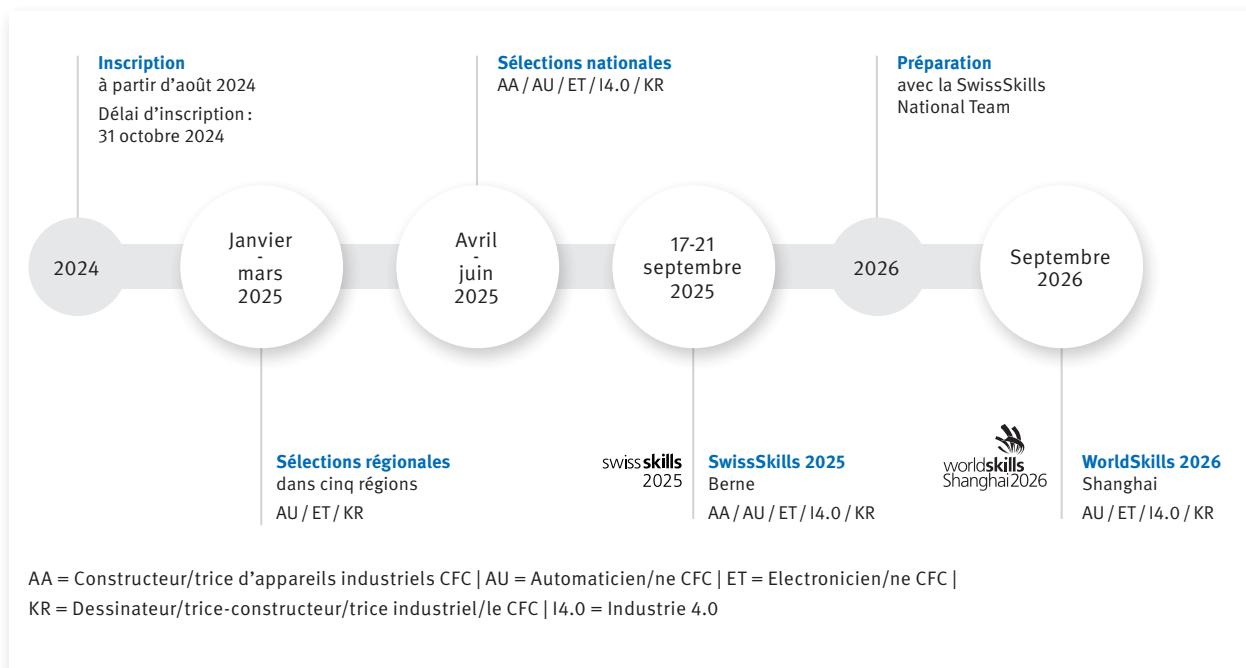 Inscription
à partir d'août 2024
Délai d'inscription :
31 octobre 2024
Sélections nationales
AA / AU / ET / I4.0 / KR
Préparation
avec la SwissSkills
National Team
2024
Janvier
-
mars
2025
Avril
-
juin
2025
17-21
septembre
2025
2026
Septembre
2026
Sélections régionales
dans cinq régions
AU / ET / KR
swissskills
2025
SwissSkills 2025
Berne
AA / AU / ET / I4.0 / KR
worldskills
Shanghai2026
WorldSkills 2026
Shanghai
AU / ET / I4.0 / KR
AA = Constructeur/trice d'appareils industriels CFC | AU = Automaticien/ne CFC | ET = Electronicien/ne CFC |
KR = Dessinateur/trice-constructeur/trice industriel/le CFC | I4.0 = Industrie 4.0